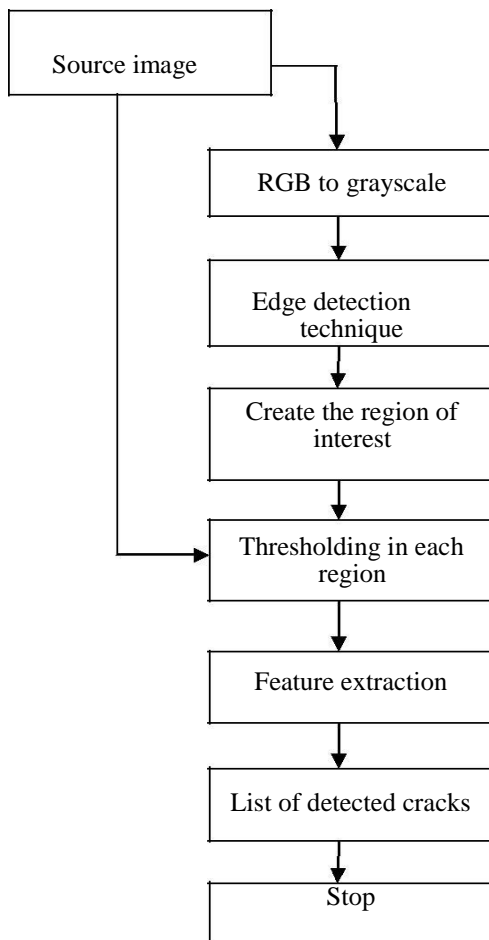 Source image
RGB to grayscale
Edge detection
technique
Create the region of
interest
Thresholding in each
region
Feature extraction
List of detected cracks
Stop